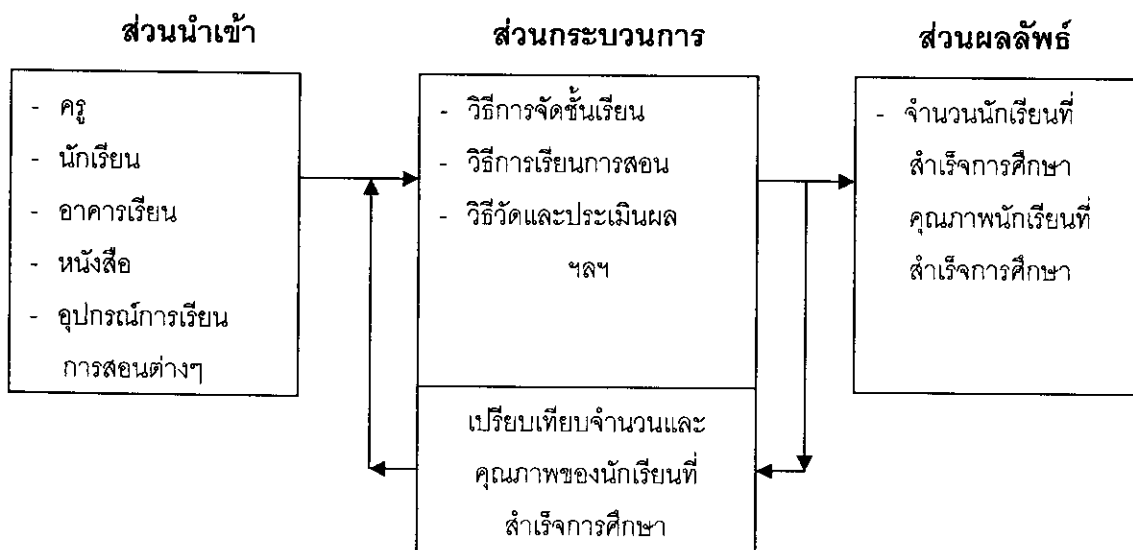 ส่วนนำเข้า
- ครู
- นักเรียน
- อาคารเรียน
- หนังสือ
- อุปกรณ์การเรียน
การสอนต่างๆ
ส่วนกระบวนการ
- วิธีการจัดชั้นเรียน
- วิธีการเรียนการสอน
- วิธีวัดและประเมินผล
ฯลฯ
เปรียบเทียบจำนวนและ
คุณภาพของนักเรียนที่
สำเร็จการศึกษา
ส่วนผลลัพธ์
- จำนวนนักเรียนที่
สำเร็จการศึกษา
คุณภาพนักเรียนที่
สำเร็จการศึกษา